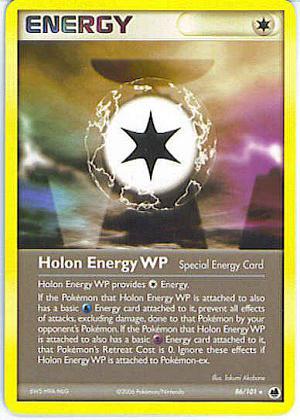 ENERGY
Holon Energy WP Special Energy Card
Holon Energy WP provides Energy.
If the Pokémon that Holon Energy WP is attached to also
has a basic Energy card attached to it, prevent all effects
of attacks, excluding damage, done to that Pokémon by your
opponent's Pokémon. If the Pokémon that Holon Energy WP
is attached to also has a basic Energy card attached to it,
that Pokémon's Retreat Cost is 0. Ignore these effects if
Holon Energy WP is attached to Pokémon-ex.
Illus. Takumi Akabane
©2006 Pokémon/Nintendo 86/101